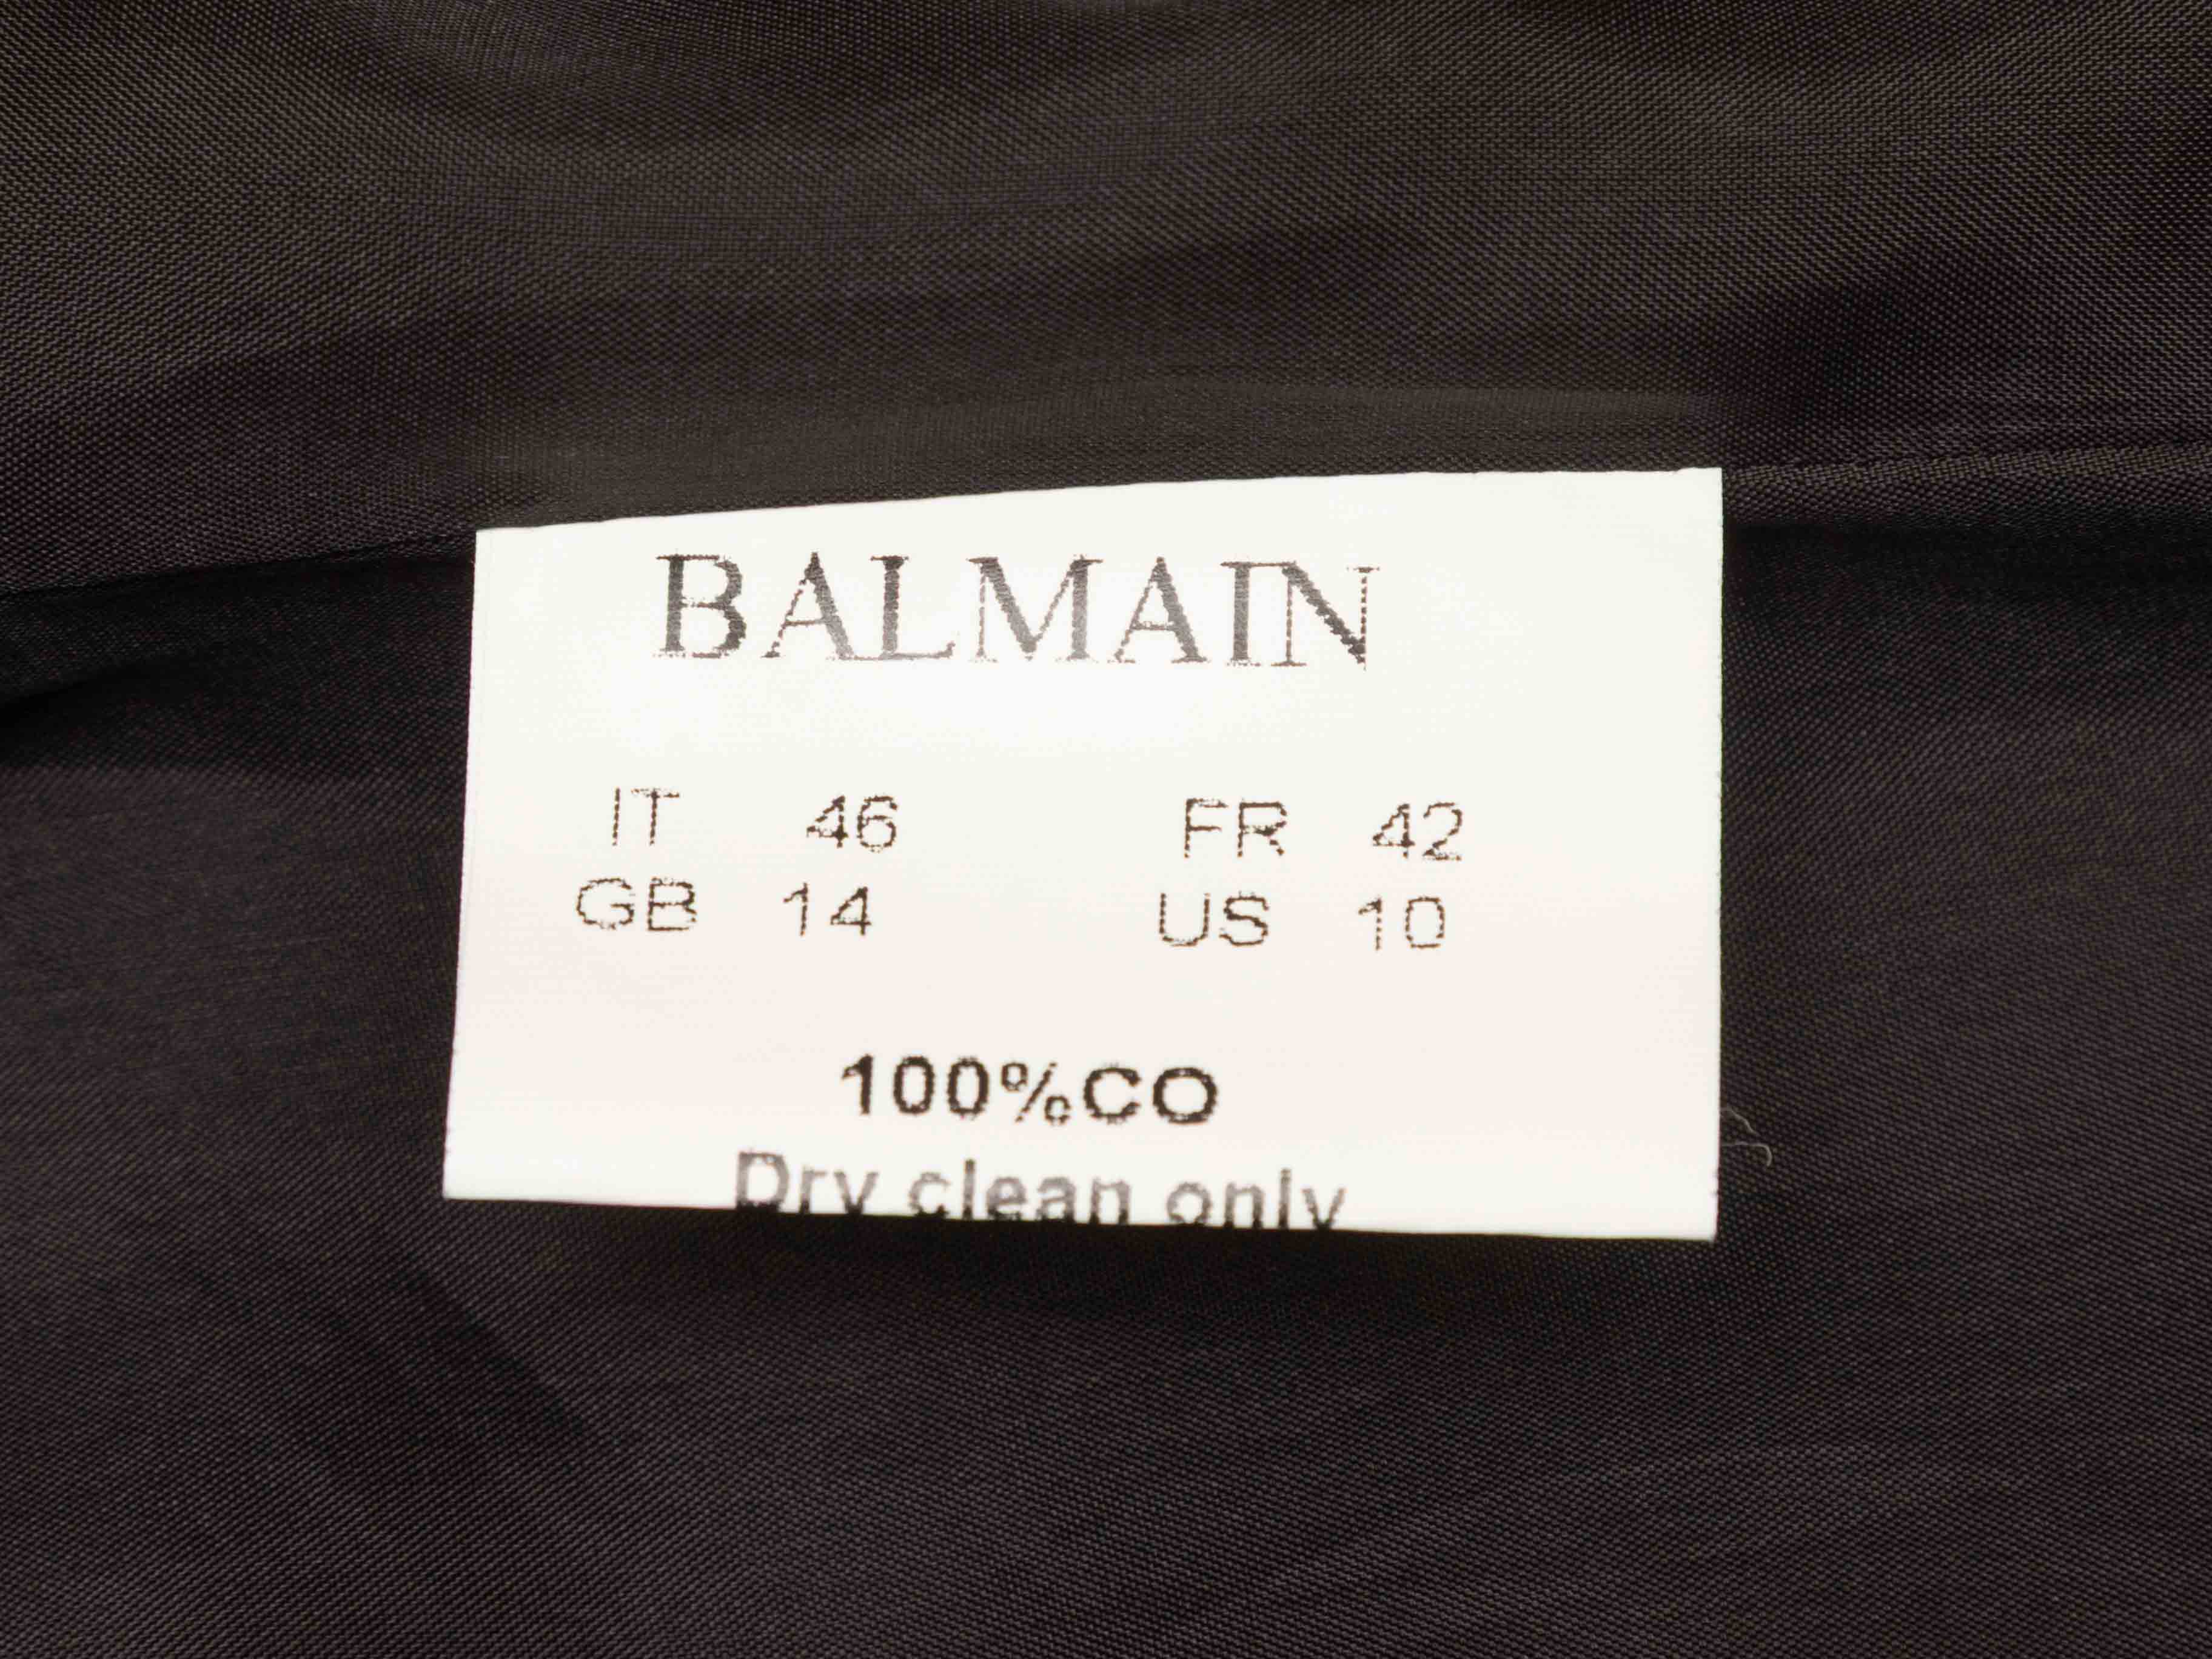 BALMAIN
IT 46 FR 42
GB 14 US 10
100%CO
Dry clean only